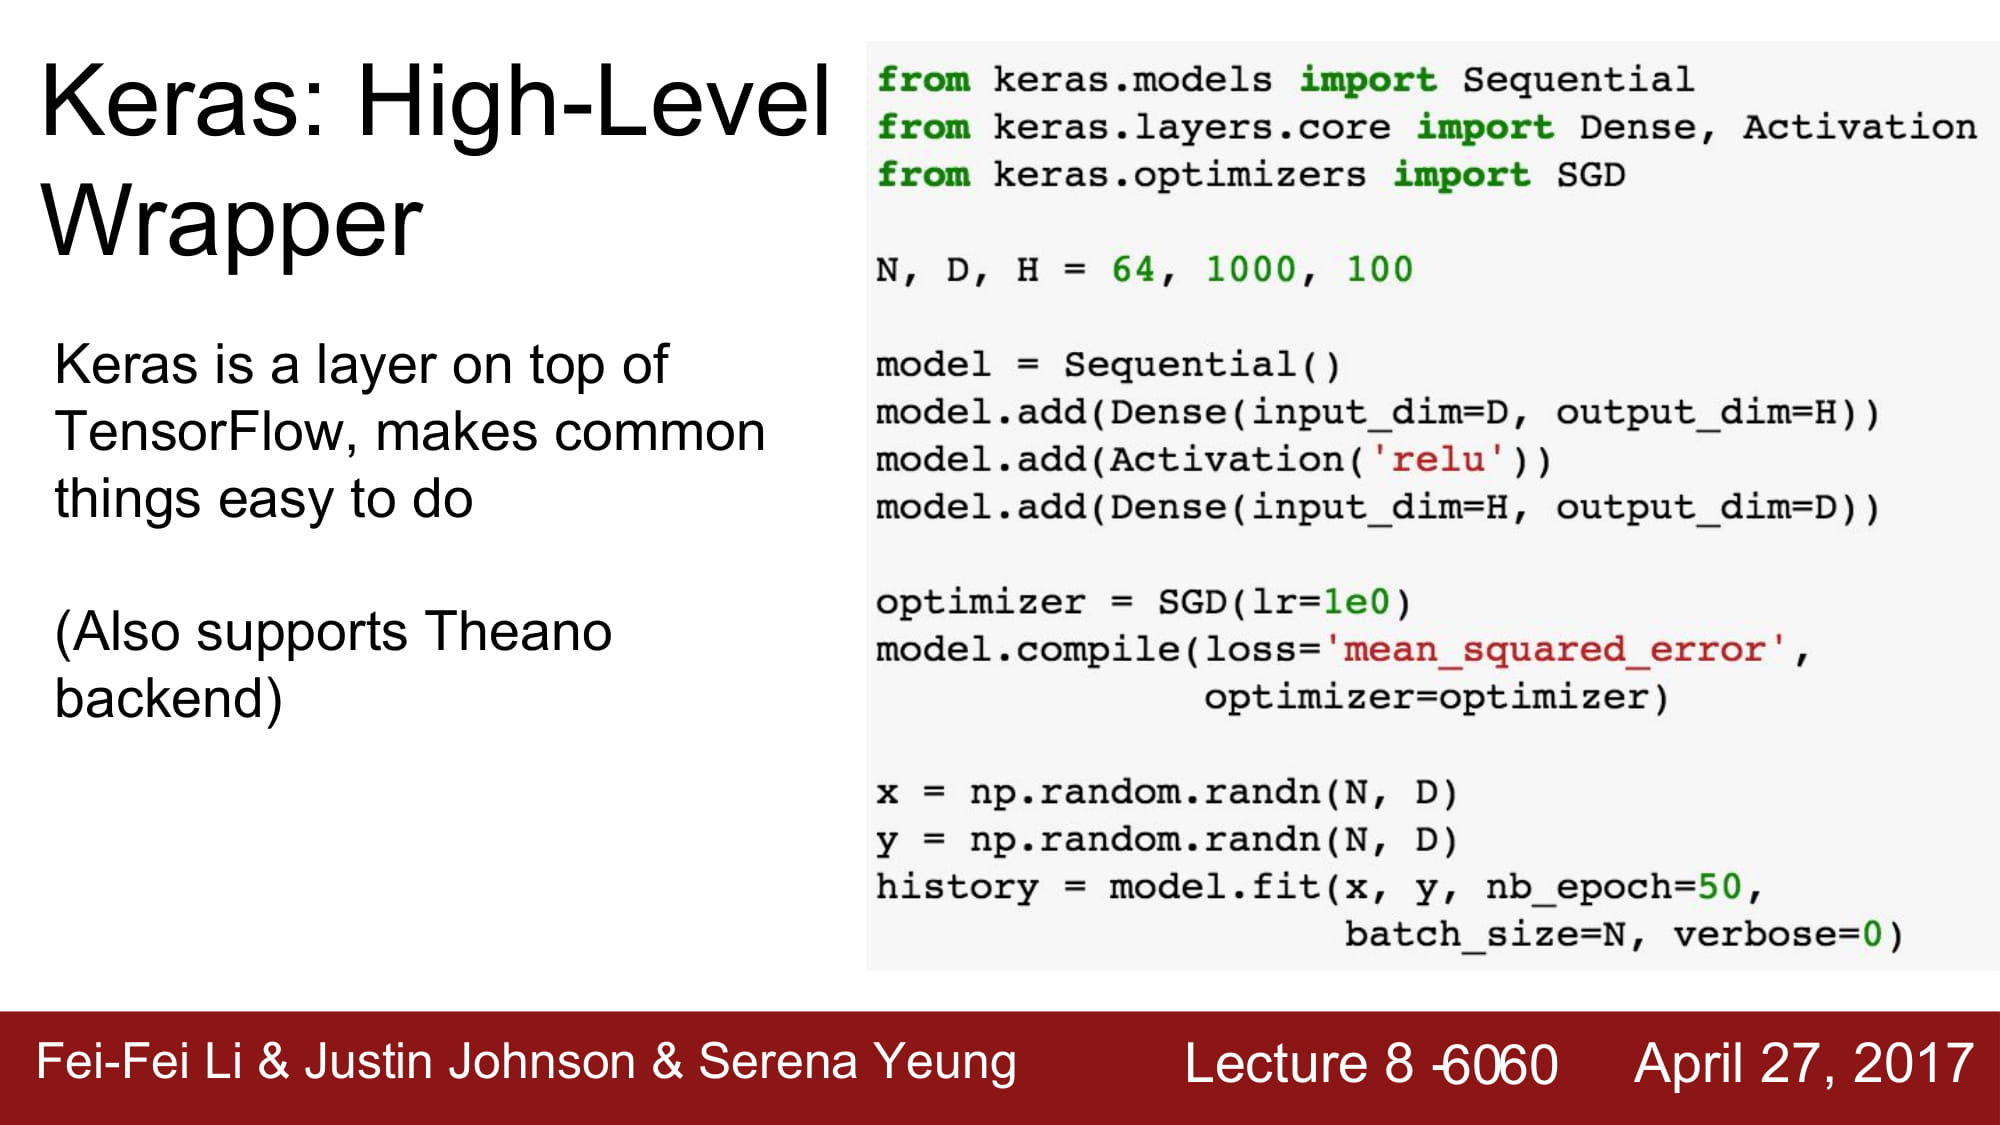 Keras: High-Level
Wrapper
Keras is a layer on top of
TensorFlow, makes common
things easy to do
(Also supports Theano
backend)
from keras.models import Sequential
from keras.layers.core import Dense, Activation
from keras.optimizers import SGD
N, D, H = 64, 1000, 100
model = Sequential()
model.add(Dense(input_dim=D, output_dim=H))
model.add(Activation('relu'))
model.add(Dense(input_dim=H, output_dim=D))
optimizer = SGD(lr=1e0)
model.compile(loss='mean_squared_error',
optimizer=optimizer)
x = np.random.randn(N, D)
y = np.random.randn(N, D)
history = model.fit(x, y, nb_epoch=50,
batch_size=N, verbose=0)
Fei-Fei Li & Justin Johnson & Serena Yeung Lecture 8 -6060 April 27, 2017